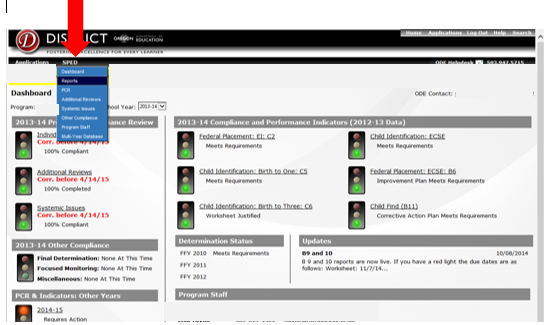 Home Applications Log Out Help Search
DISTRICT OREGON DEPARTMENT OF EDUCATION
FOSTERING EXCELLENCE FOR EVERY LEARNER
Applications SPED ODE Helpdesk 503.947.5715
Dashboard
Reports
PCR
Additional Reviews
Systemic Issues
Other Compliance
Program Staff
Multi-Year Database
Dashboard
ODE Contact:
Program: School Year: 2013-14
2013-14 Compliance Review
Corr. before 4/14/15
100% Compliant
Additional Reviews
Corr. before 4/14/15
100% Completed
Systemic Issues
Corr. before 4/14/15
100% Compliant
2013-14 Other Compliance
Final Determination: None At This Time
Focused Monitoring: None At This Time
Miscellaneous: None At This Time
PCR & Indicators: Other Years
2014-15
Requires Action
2013-14 Compliance and Performance Indicators (2012-13 Data)
Federal Placement: EI: C2
Meets Requirements
Child Identification: ECSE
Meets Requirements
Child Identification: Birth to One: C5
Meets Requirements
Federal Placement: ECSE: B6
Improvement Plan Meets Requirements
Child Identification: Birth to Three: C6
Worksheet Justified
Child Find (B11)
Corrective Action Plan Meets Requirements
Determination Status
FFY 2010 Meets Requirements
FFY 2011
FFY 2012
Updates
B9 and 10 10/08/2014
B 9 and 10 reports are now live. If you have a red light the due dates are as
follows: Worksheet: 11/7/14...
Program Staff